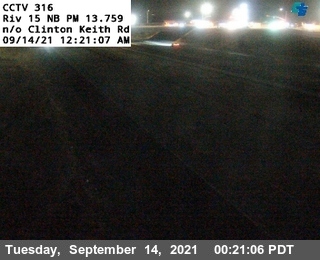 CCTV 316
Riv 15 NB PM 13.759
n/o Clinton Keith Rd
09/14/21 12:21:07 AM
Tuesday, September 14, 2021 00:21:06 PDT